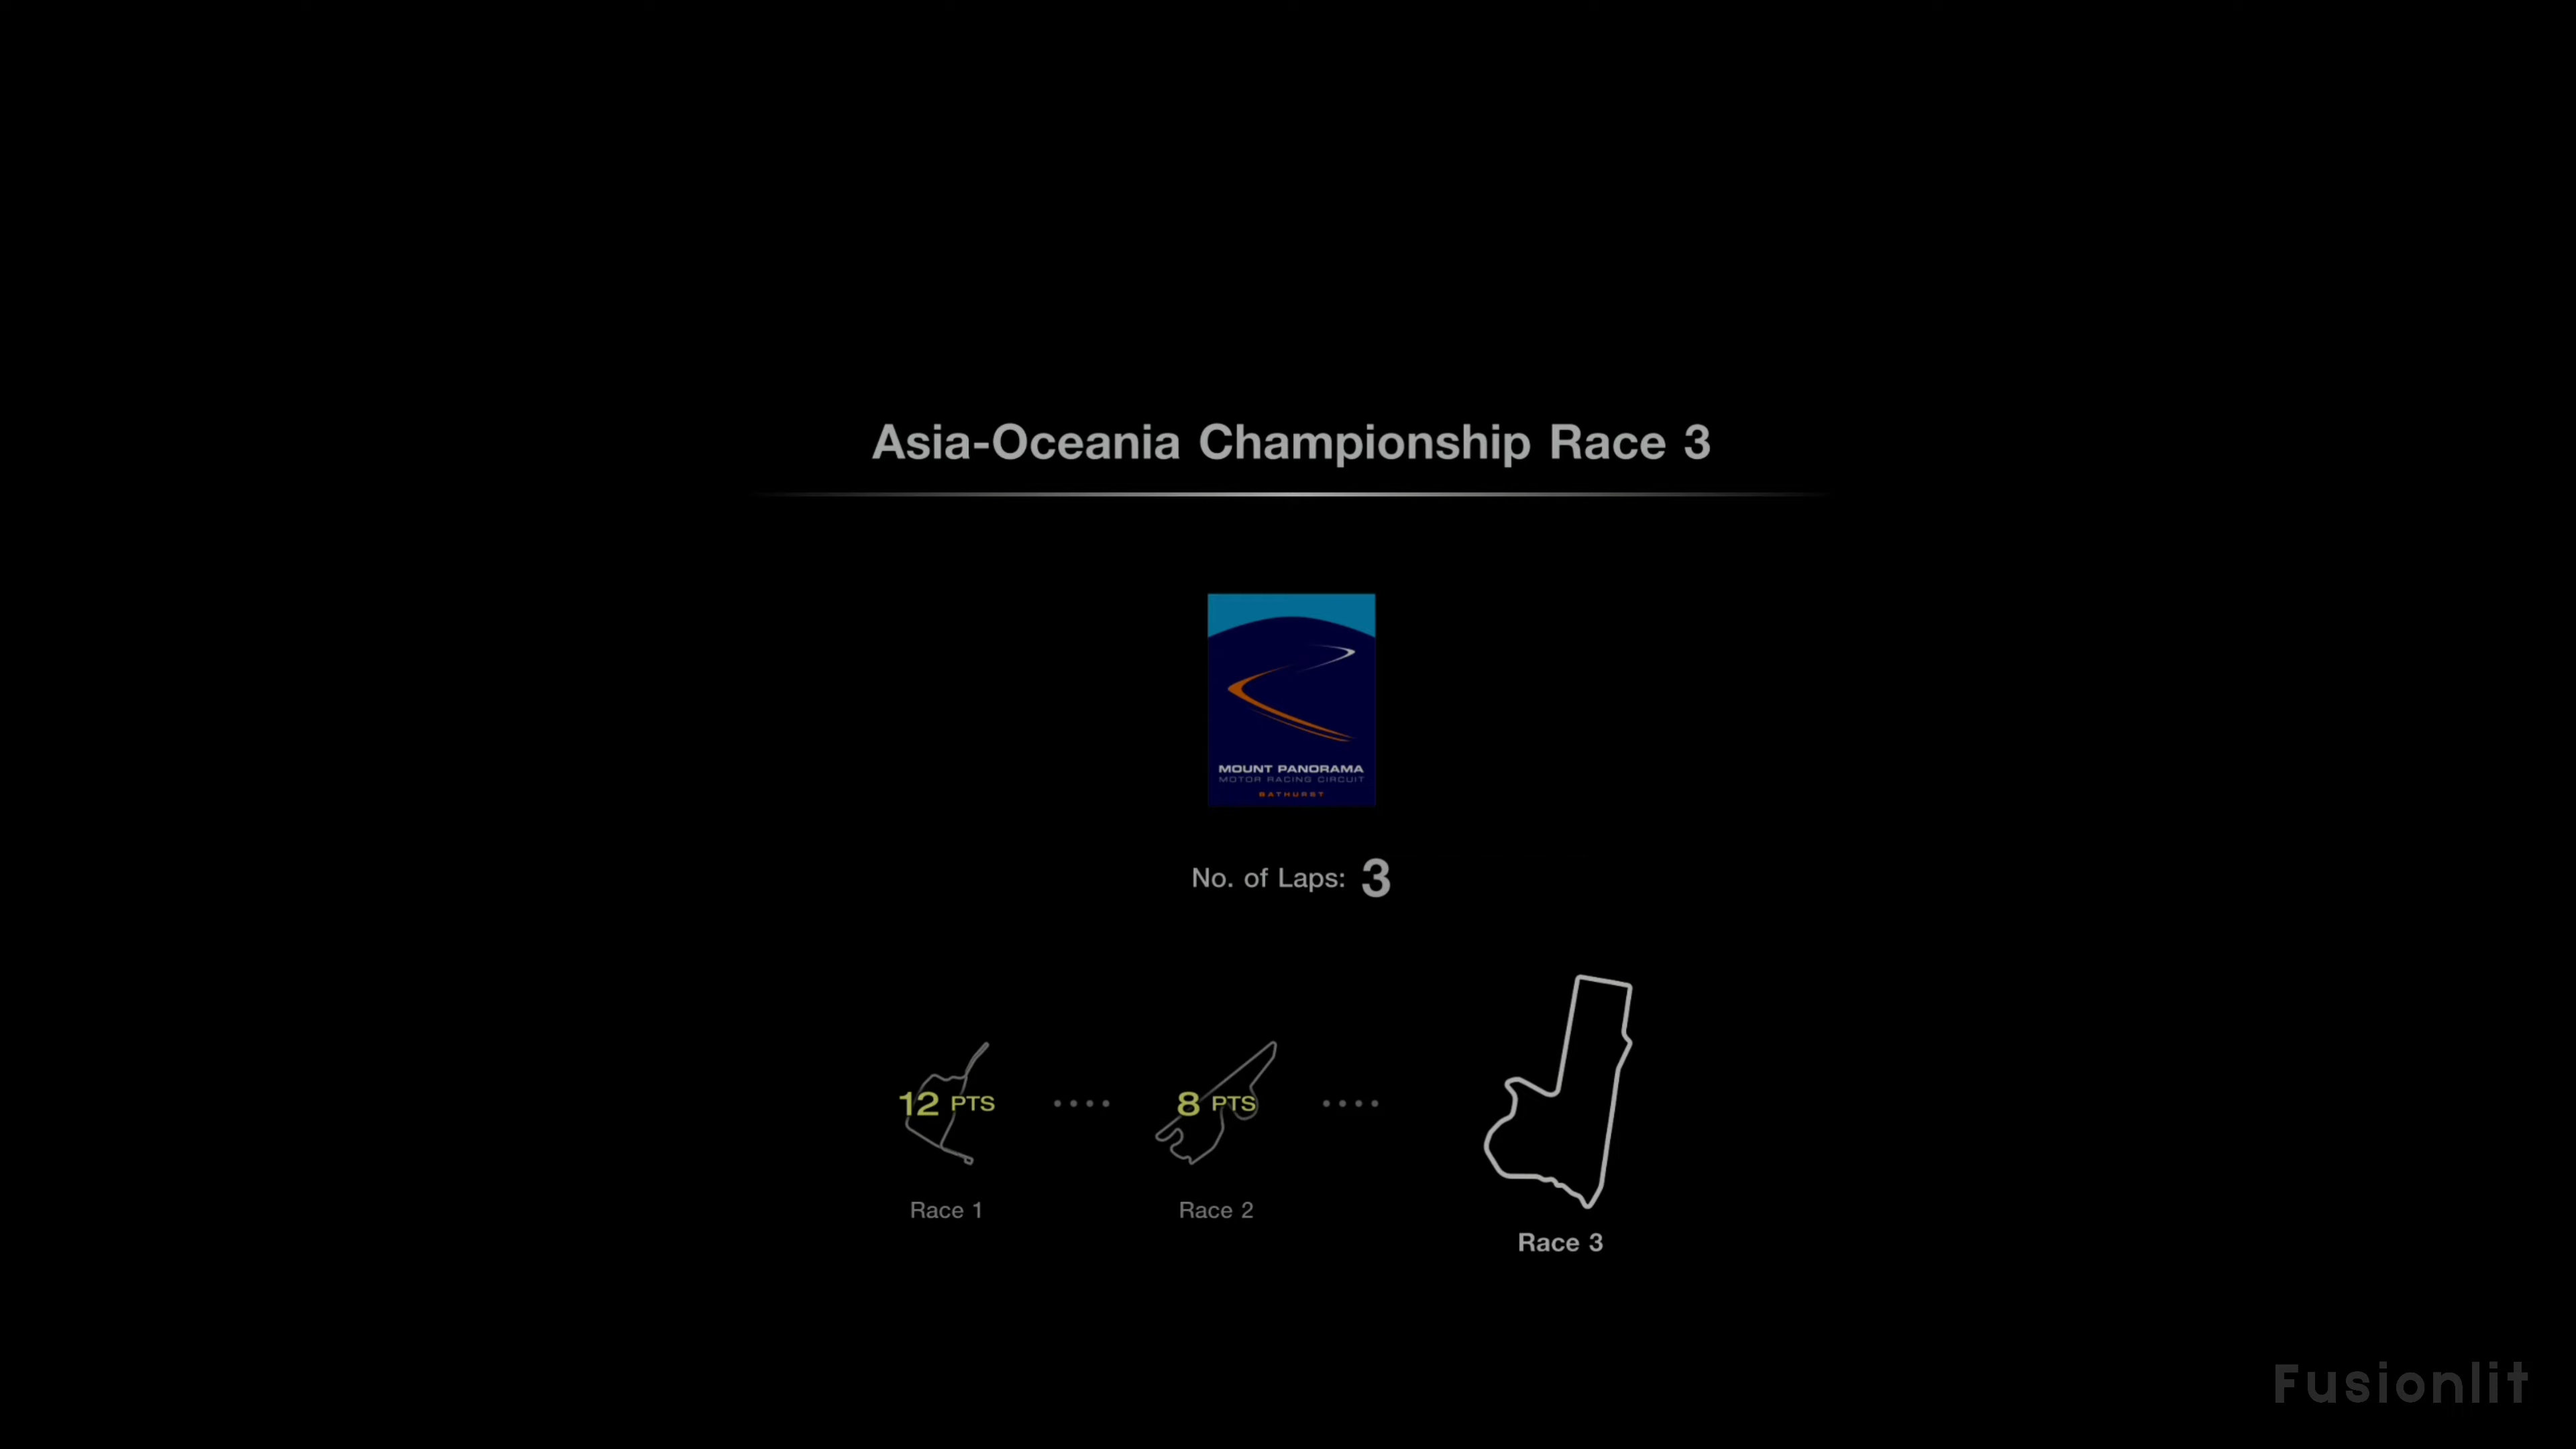 Asia-Oceania Championship Race 3
MOUNT PANORAMA
MOTOR RACING CIRCUIT
BATHURST
No. of Laps: 3
12 PTS
8 PTS
Race 1
Race 2
Race 3
Fusionlit